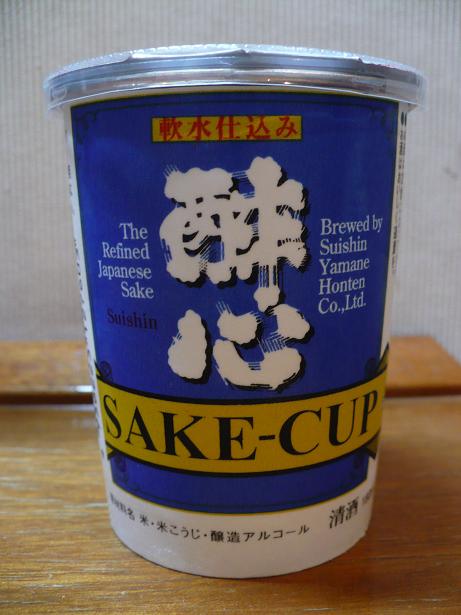 軟水仕込み
酔心
The
Refined
Japanese
Sake
Suishin
Brewed by
Suishin
Yamane
Honten
Co.,Ltd.
SAKE-CUP
原材料名 米・米こうじ・醸造アルコール
清酒